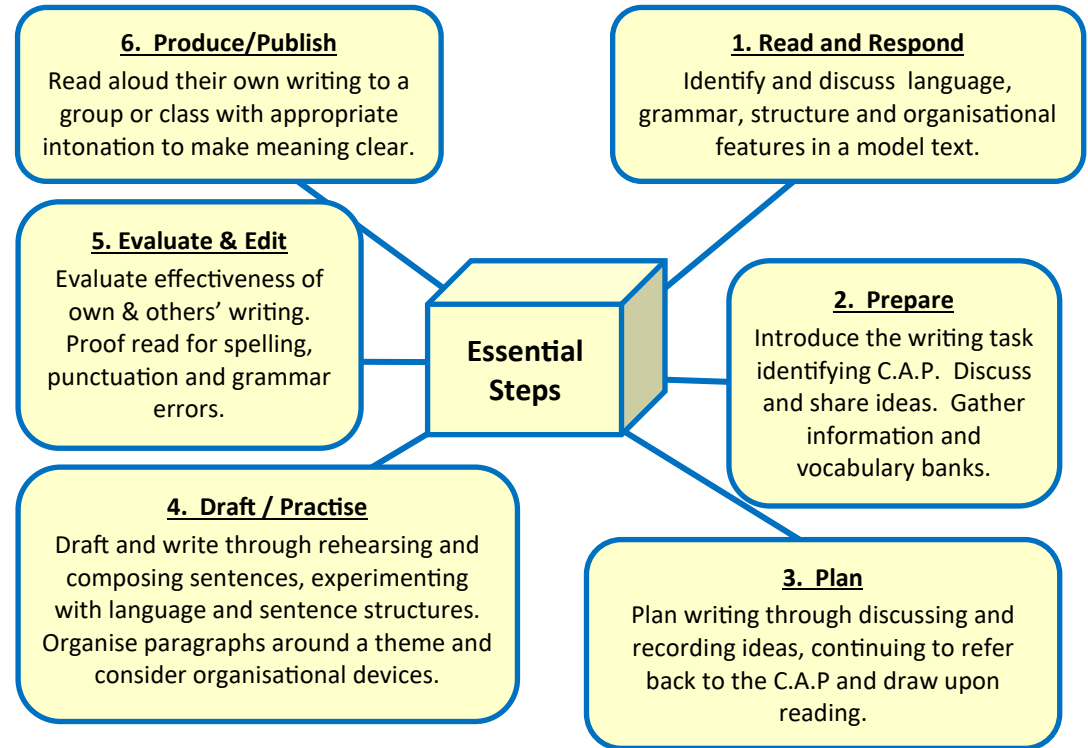 6. Produce/Publish
Read aloud their own writing to a
group or class with appropriate
intonation to make meaning clear.
1. Read and Respond
Identify and discuss language,
grammar, structure and organisational
features in a model text.
5. Evaluate & Edit
Evaluate effectiveness of
own & others’ writing.
Proof read for spelling,
punctuation and grammar
errors.
Essential
Steps
2. Prepare
Introduce the writing task
identifying C.A.P. Discuss
and share ideas. Gather
information and
vocabulary banks.
4. Draft / Practise
Draft and write through rehearsing and
composing sentences, experimenting
with language and sentence structures.
Organise paragraphs around a theme and
consider organisational devices.
3. Plan
Plan writing through discussing and
recording ideas, continuing to refer
back to the C.A.P and draw upon
reading.